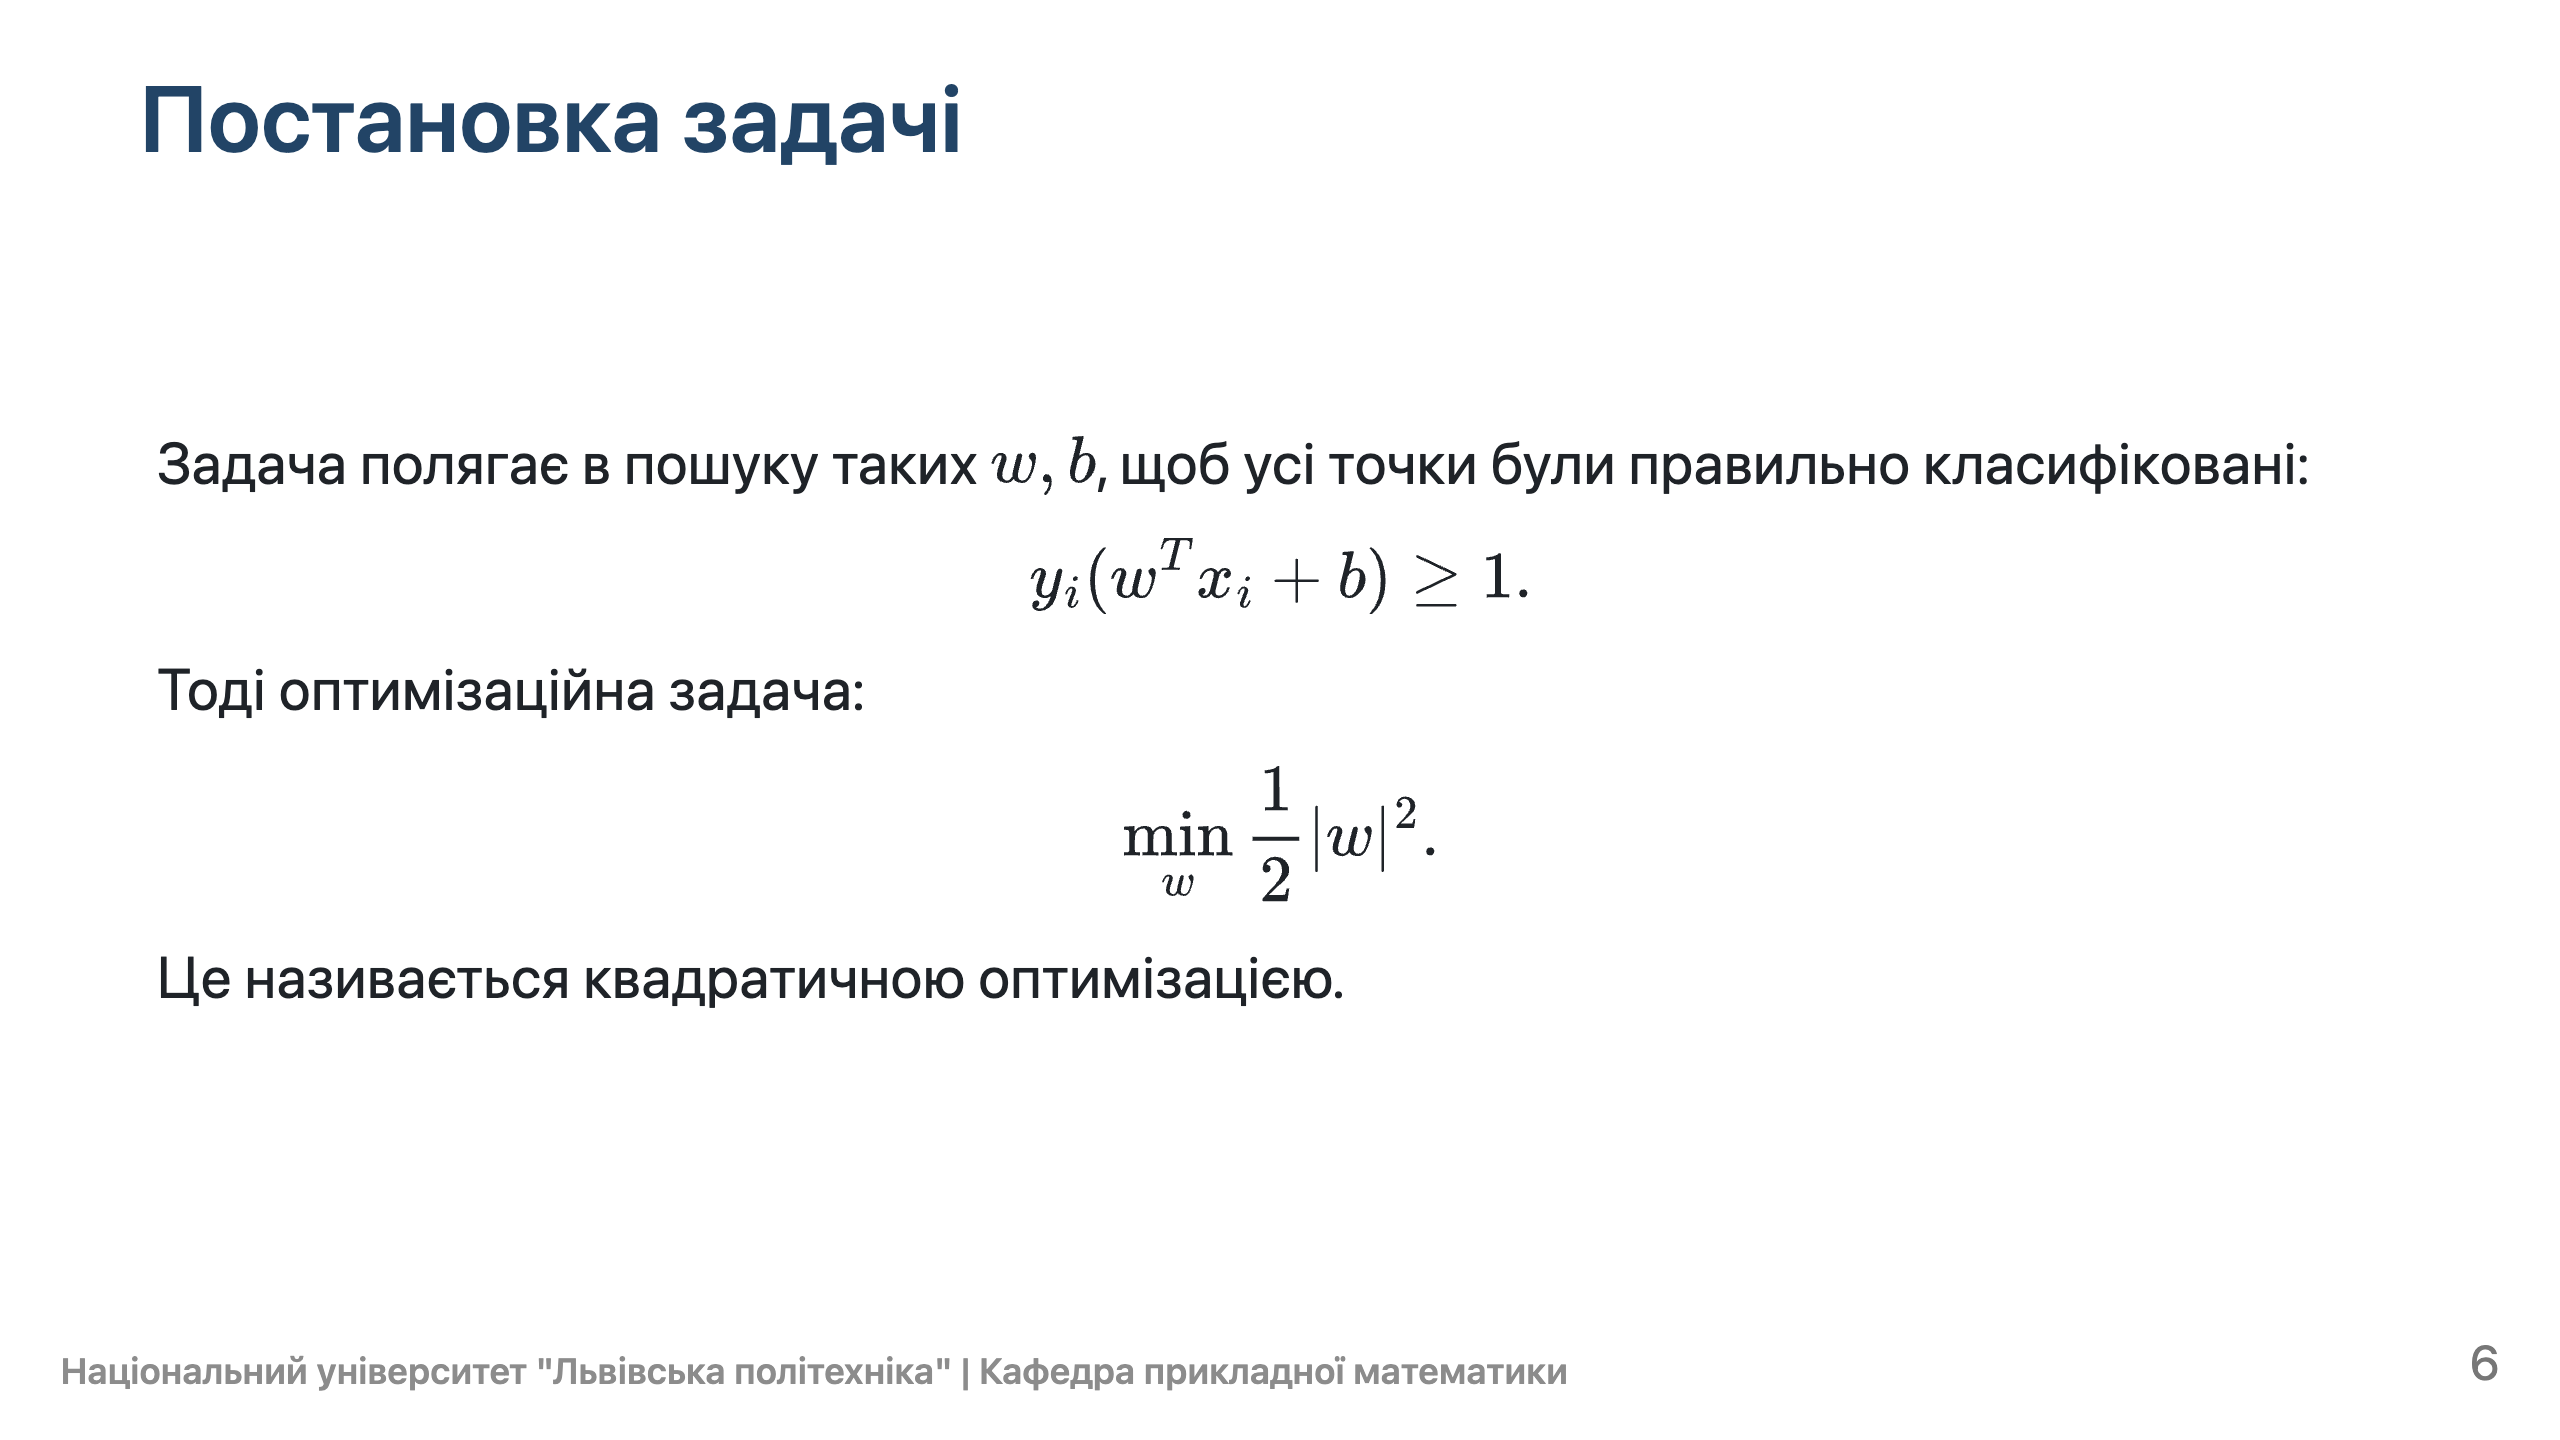 Постановка задачі
Задача полягає в пошуку таких w, b, щоб усі точки були правильно класифіковані:
y_i(w^T x_i + b) ≥ 1.
Тоді оптимізаційна задача:
min_w 1/2 |w|^2.
Це називається квадратичною оптимізацією.
Національний університет "Львівська політехніка" | Кафедра прикладної математики
6